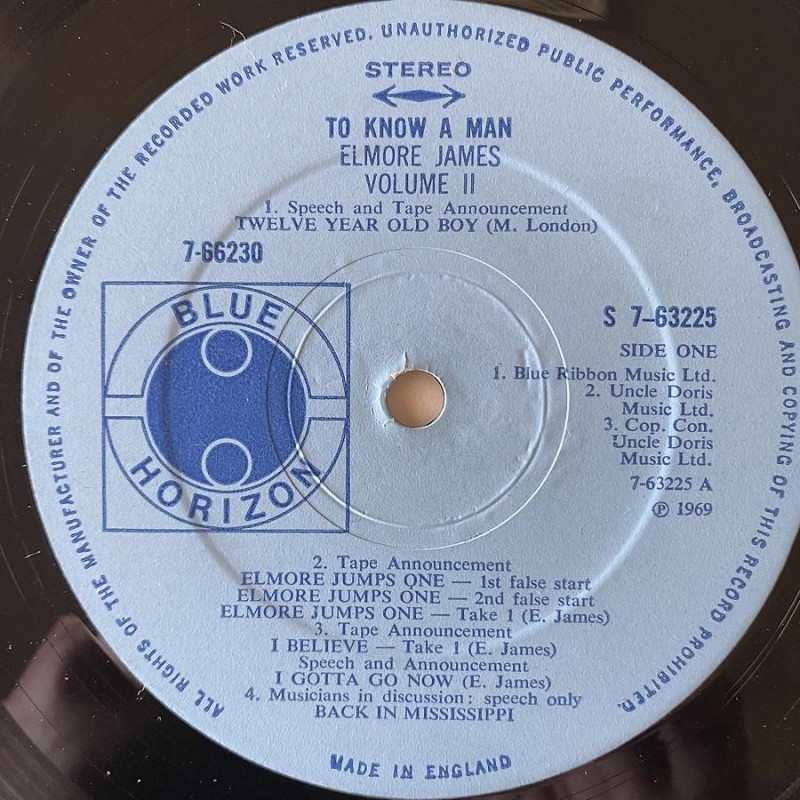 ALL RIGHTS OF THE MANUFACTURER AND OF THE OWNER OF THE RECORDED WORK RESERVED. UNAUTHORIZED PUBLIC PERFORMANCE, BROADCASTING AND COPYING OF THIS RECORD PROHIBITED.
STEREO
TO KNOW A MAN
ELMORE JAMES
VOLUME II
1. Speech and Tape Announcement
TWELVE YEAR OLD BOY (M. London)
7-66230
BLUE
HORIZON
S 7-63225
SIDE ONE
1. Blue Ribbon Music Ltd.
2. Uncle Doris
Music Ltd.
3. Cop. Con.
Uncle Doris
Music Ltd.
7-63225 A
℗ 1969
2. Tape Announcement
ELMORE JUMPS ONE — 1st false start
ELMORE JUMPS ONE — 2nd false start
ELMORE JUMPS ONE — Take 1 (E. James)
3. Tape Announcement
I BELIEVE — Take 1 (E. James)
Speech and Announcement
I GOTTA GO NOW (E. James)
4. Musicians in discussion: speech only
BACK IN MISSISSIPPI
MADE IN ENGLAND